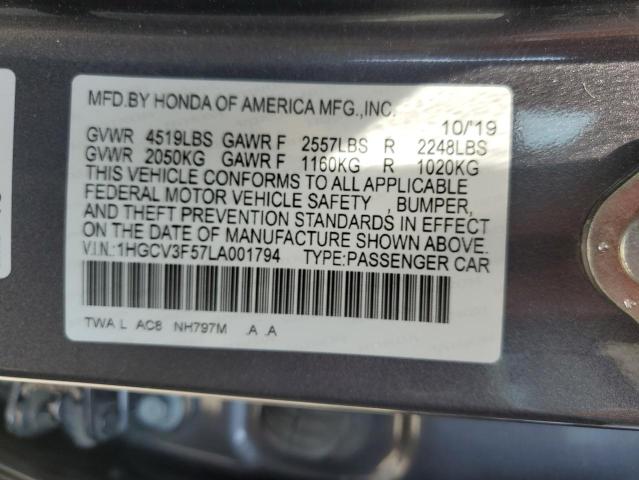 MFD.BY HONDA OF AMERICA MFG.,INC.
10/'19
GVWR 4519LBS GAWR F 2557LBS R 2248LBS
GVWR 2050KG GAWR F 1160KG R 1020KG
THIS VEHICLE CONFORMS TO ALL APPLICABLE
FEDERAL MOTOR VEHICLE SAFETY , BUMPER,
AND THEFT PREVENTION STANDARDS IN EFFECT
ON THE DATE OF MANUFACTURE SHOWN ABOVE.
V.I.N.:1HGCV3F57LA001794 TYPE:PASSENGER CAR
TWA L AC8 NH797M .A .A